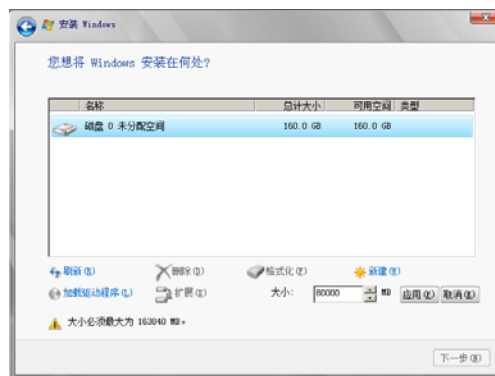 安装 Windows
您想将 Windows 安装在何处?
名称 总计大小 可用空间 类型
磁盘 0 未分配空间 160.0 GB 160.0 GB
刷新(R) 删除(D) 格式化(F) 新建(E)
加载驱动程序(L) 扩展(X) 大小: 80000 MB 应用(P) 取消(N)
大小必须最大为 163840 MB。
下一步(N)